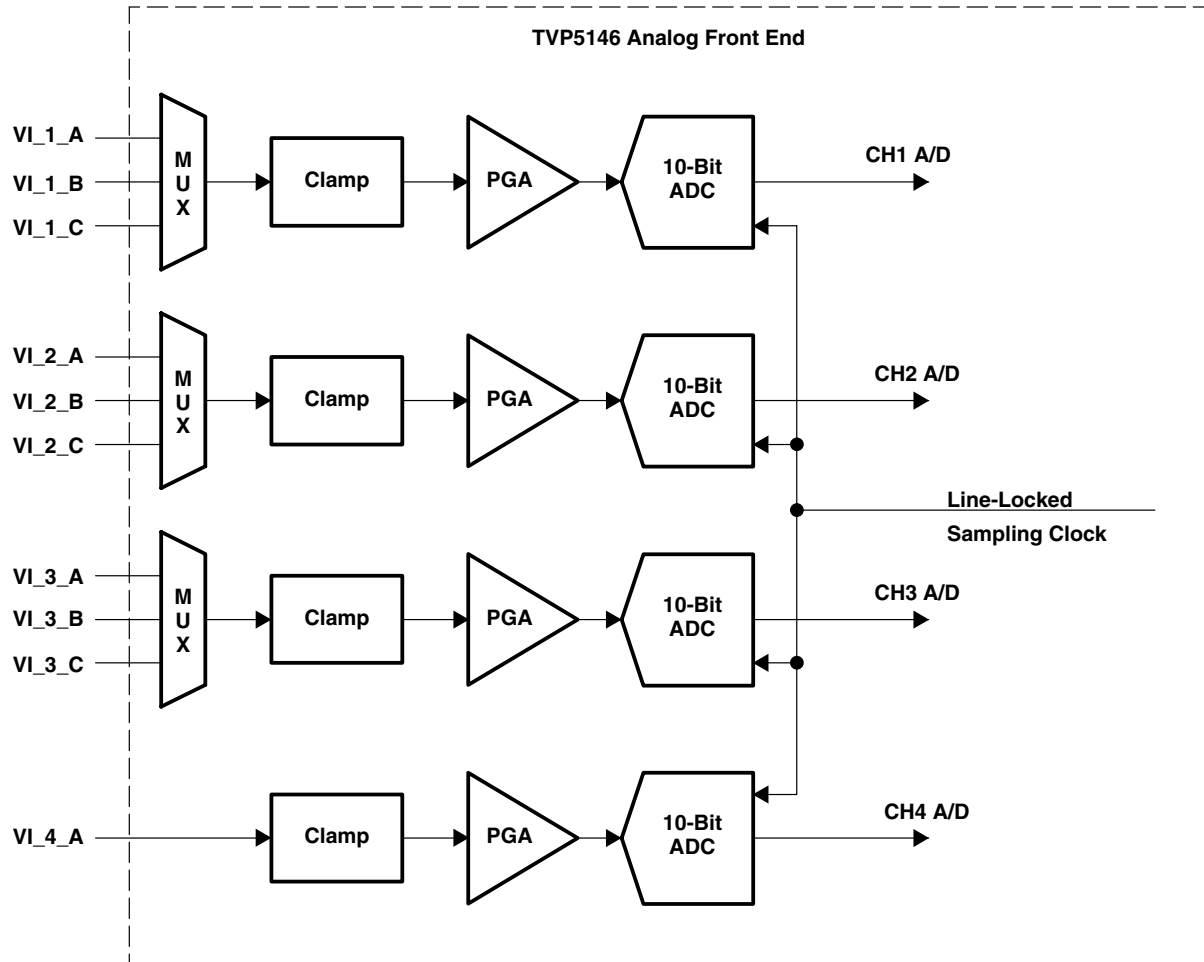 TVP5146 Analog Front End
VI_1_A
VI_1_B
VI_1_C
M
U
X
Clamp
PGA
10-Bit
ADC
CH1 A/D
VI_2_A
VI_2_B
VI_2_C
M
U
X
Clamp
PGA
10-Bit
ADC
CH2 A/D
Line-Locked
Sampling Clock
VI_3_A
VI_3_B
VI_3_C
M
U
X
Clamp
PGA
10-Bit
ADC
CH3 A/D
VI_4_A
Clamp
PGA
10-Bit
ADC
CH4 A/D